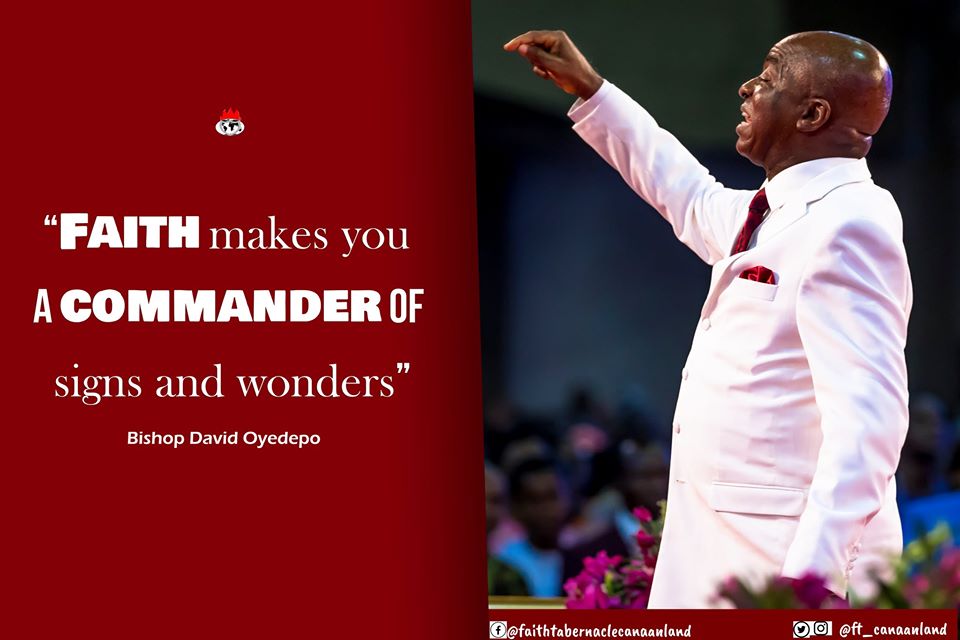 “FAITH makes you
A COMMANDER OF
signs and wonders”
Bishop David Oyedepo
@faithtabernaclecanaanland
@ft_canaanland